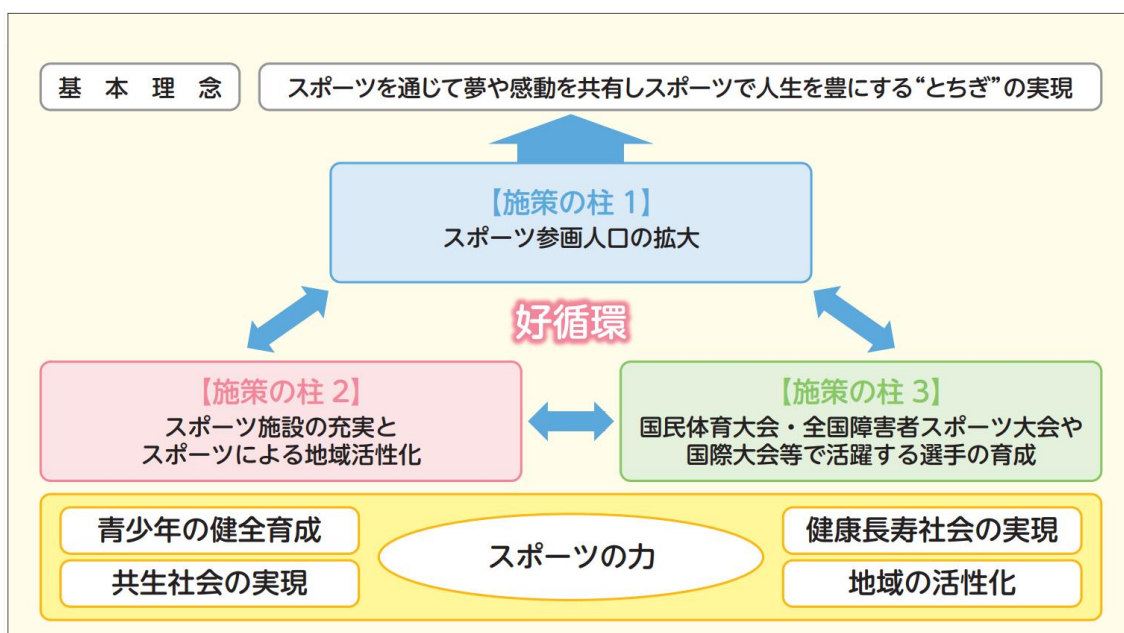 基本理念
スポーツを通じて夢や感動を共有しスポーツで人生を豊にする“とちぎ”の実現
【施策の柱 1】
スポーツ参画人口の拡大
好循環
【施策の柱 2】
スポーツ施設の充実と
スポーツによる地域活性化
【施策の柱 3】
国民体育大会・全国障害者スポーツ大会や
国際大会等で活躍する選手の育成
青少年の健全育成
共生社会の実現
スポーツの力
健康長寿社会の実現
地域の活性化